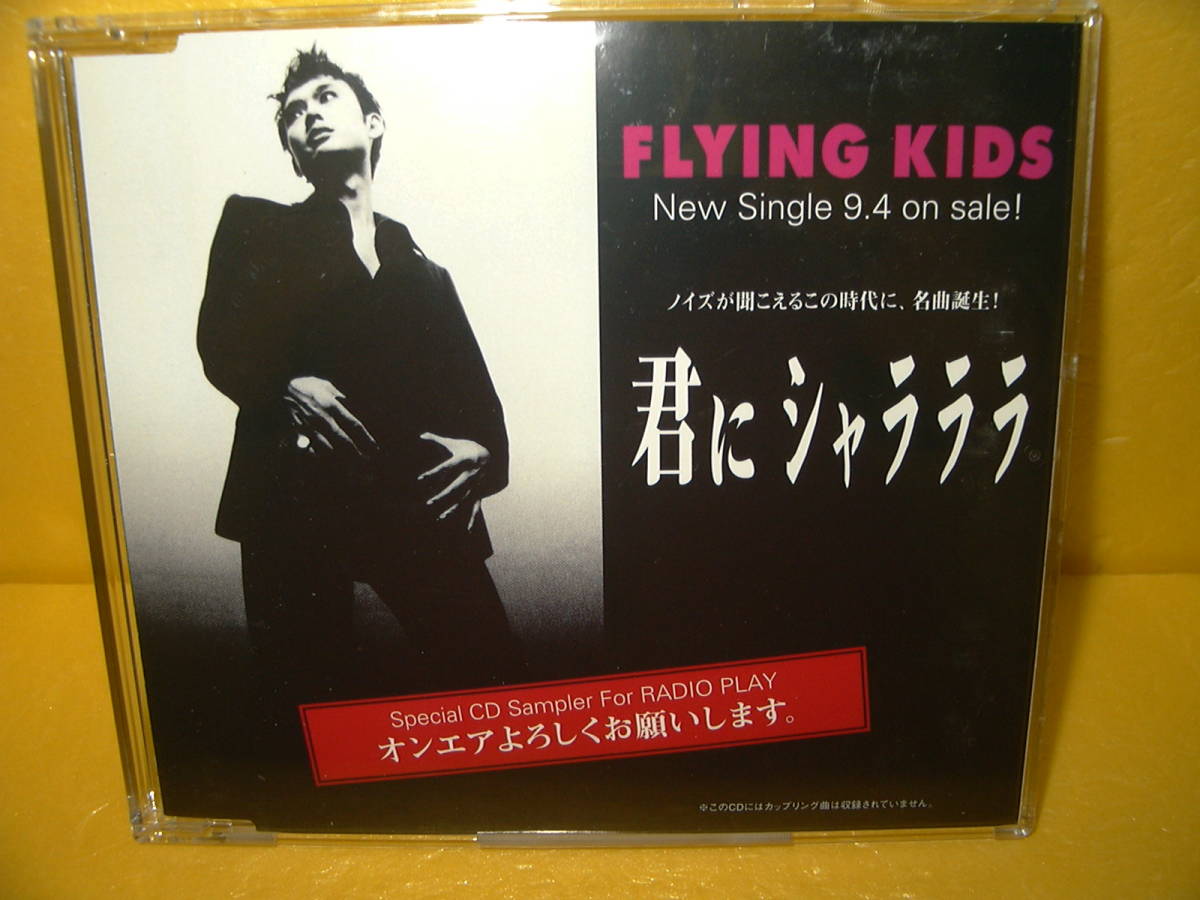 FLYING KIDS
New Single 9.4 on sale!
ノイズが聞こえるこの時代に、名曲誕生!
君にシャラララ
Special CD Sampler For RADIO PLAY
オンエアよろしくお願いします。
※このCDにはカップリング曲は収録されていません。